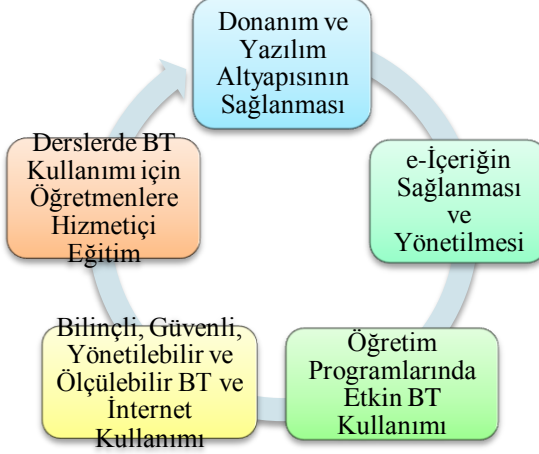 Donanım ve
Yazılım
Altyapısının
Sağlanması
e-İçeriğin
Sağlanması
ve
Yönetilmesi
Öğretim
Programlarında
Etkin BT
Kullanımı
Bilinçli, Güvenli,
Yönetilebilir ve
Ölçülebilir BT ve
İnternet
Kullanımı
Derslerde BT
Kullanımı için
Öğretmenlere
Hizmetiçi
Eğitim